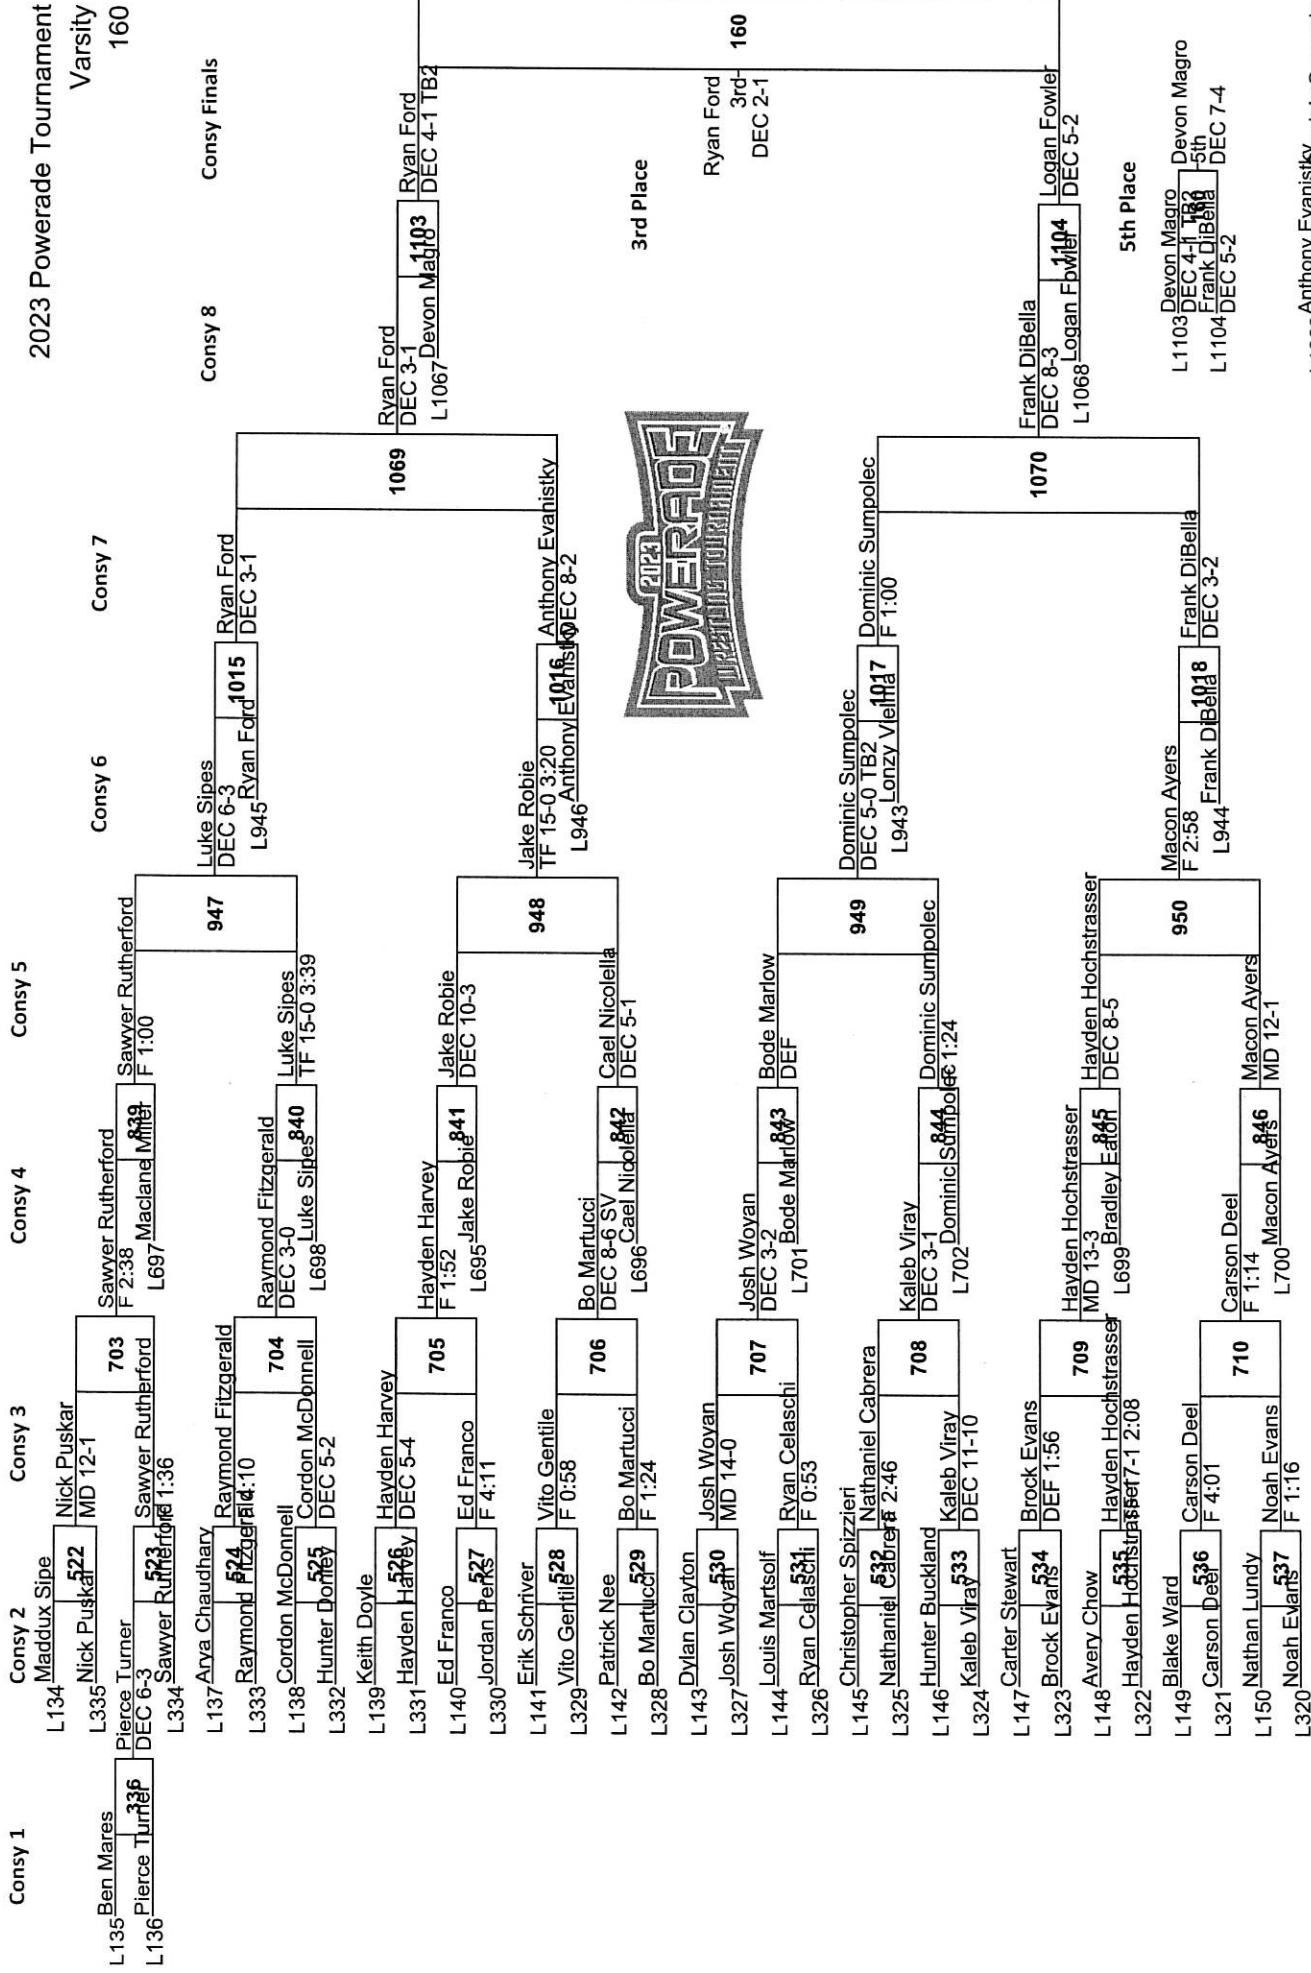 2023 Powerade Tournament
Varsity
160
Consy 1
Consy 2
Consy 3
Consy 4
Consy 5
Consy 6
Consy 7
Consy 8
Consy Finals
L135 Ben Mares
336
L136 Pierce Turner
L134 Maddux Sipe
522
L335 Nick Puskar
Pierce Turner
DEC 6-3
523
L334 Sawyer Rutherford
L137 Arya Chaudhary
524
L333 Raymond Fitzgerald
L138 Cordon McDonnell
525
L332 Hunter Donley
L139 Keith Doyle
526
L331 Hayden Harvey
L140 Ed Franco
527
L330 Jordan Perks
L141 Erik Schriver
528
L329 Vito Gentile
L142 Patrick Nee
529
L328 Bo Martucci
L143 Dylan Clayton
530
L327 Josh Woyan
L144 Louis Martsolf
531
L326 Ryan Celaschi
L145 Christopher Spizzieri
532
L325 Nathaniel Cabrera
L146 Hunter Buckland
533
L324 Kaleb Viray
L147 Carter Stewart
534
L323 Brock Evans
L148 Avery Chow
535
L322 Hayden Hochstrasser
L149 Blake Ward
536
L321 Carson Deel
L150 Nathan Lundy
537
L320 Noah Evans
Nick Puskar
MD 12-1
703
Sawyer Rutherford
F 1:36
Raymond Fitzgerald
F 4:10
704
Cordon McDonnell
DEC 5-2
Hayden Harvey
DEC 5-4
705
Ed Franco
F 4:11
Vito Gentile
F 0:58
706
Bo Martucci
F 1:24
Josh Woyan
MD 14-0
707
Ryan Celaschi
F 0:53
Nathaniel Cabrera
F 2:46
708
Kaleb Viray
DEC 11-10
Brock Evans
DEF 1:56
709
Hayden Hochstrasser
17-1 2:08
Carson Deel
F 4:01
710
Noah Evans
F 1:16
Sawyer Rutherford
F 2:38
839
L697 Maclane Miller
Raymond Fitzgerald
DEC 3-0
840
L698 Luke Sipes
Hayden Harvey
F 1:52
841
L695 Jake Robie
Bo Martucci
DEC 8-6 SV
842
L696 Cael Nicolella
Josh Woyan
DEC 3-2
843
L701 Bode Marlow
Kaleb Viray
DEC 3-1
844
L702 Dominic Sumpolec
Hayden Hochstrasser
MD 13-3
845
L699 Bradley Eaton
Carson Deel
F 1:14
846
L700 Macon Ayers
Sawyer Rutherford
F 1:00
947
Luke Sipes
TF 15-0 3:39
Jake Robie
DEC 10-3
948
Cael Nicolella
DEC 5-1
Bode Marlow
DEF
949
Dominic Sumpolec
F 1:24
Hayden Hochstrasser
DEC 8-5
950
Macon Ayers
MD 12-1
Luke Sipes
DEC 6-3
1015
L945 Ryan Ford
Jake Robie
TF 15-0 3:20
1016
L946 Anthony Evanistky
Dominic Sumpolec
DEC 5-0 TB2
1017
L943 Lonzy Vielma
Macon Ayers
F 2:58
1018
L944 Frank DiBella
Ryan Ford
DEC 3-1
1069
Anthony Evanistky
DEC 8-2
Dominic Sumpolec
F 1:00
1070
Frank DiBella
DEC 3-2
2023
POWERADE
WRESTLING TOURNAMENT
Ryan Ford
DEC 3-1
1103
L1067 Devon Magro
Frank DiBella
DEC 8-3
1104
L1068 Logan Fowler
Ryan Ford
DEC 4-1 TB2
160
Logan Fowler
DEC 5-2
3rd Place
Ryan Ford
3rd
DEC 2-1
5th Place
L1103 Devon Magro
DEC 4-1 TB2
160
L1104 Frank DiBella
DEC 5-2
Devon Magro
5th
DEC 7-4
Anthony Evanistky